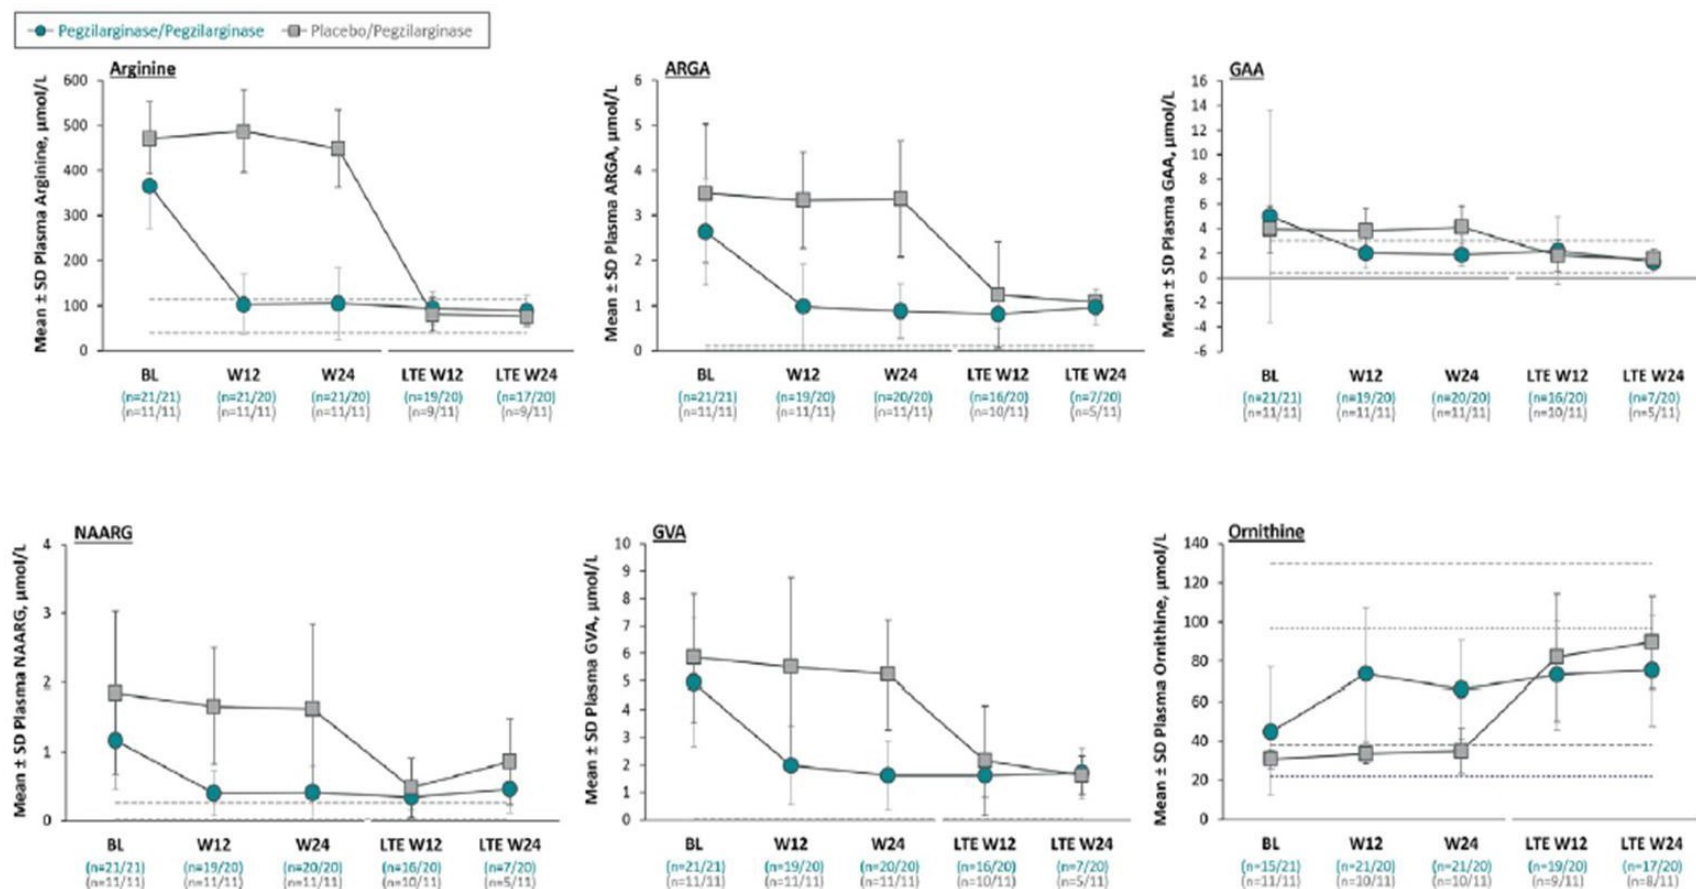 Pegzilarginase/Pegzilarginase Placebo/Pegzilarginase
Arginine
Mean ± SD Plasma Arginine, µmol/L
600
500
400
300
200
100
0
BL W12 W24 LTE W12 LTE W24
(n=21/21) (n=21/20) (n=21/20) (n=19/20) (n=17/20)
(n=11/11) (n=11/11) (n=11/11) (n=9/11) (n=9/11)
ARGA
Mean ± SD Plasma ARGA, µmol/L
6
5
4
3
2
1
0
BL W12 W24 LTE W12 LTE W24
(n=21/21) (n=19/20) (n=20/20) (n=16/20) (n=7/20)
(n=11/11) (n=11/11) (n=11/11) (n=10/11) (n=5/11)
GAA
Mean ± SD Plasma GAA, µmol/L
16
14
12
10
8
6
4
2
0
-2
-4
-6
BL W12 W24 LTE W12 LTE W24
(n=21/21) (n=19/20) (n=20/20) (n=16/20) (n=7/20)
(n=11/11) (n=11/11) (n=11/11) (n=10/11) (n=5/11)
NAARG
Mean ± SD Plasma NAARG, µmol/L
4
3
2
1
0
BL W12 W24 LTE W12 LTE W24
(n=21/21) (n=19/20) (n=20/20) (n=16/20) (n=7/20)
(n=11/11) (n=11/11) (n=11/11) (n=10/11) (n=5/11)
GVA
Mean ± SD Plasma GVA, µmol/L
10
9
8
7
6
5
4
3
2
1
0
BL W12 W24 LTE W12 LTE W24
(n=21/21) (n=19/20) (n=20/20) (n=16/20) (n=7/20)
(n=11/11) (n=11/11) (n=11/11) (n=10/11) (n=5/11)
Ornithine
Mean ± SD Plasma Ornithine, µmol/L
140
120
100
80
60
40
20
0
BL W12 W24 LTE W12 LTE W24
(n=15/21) (n=21/20) (n=21/20) (n=19/20) (n=17/20)
(n=11/11) (n=10/11) (n=10/11) (n=9/11) (n=8/11)